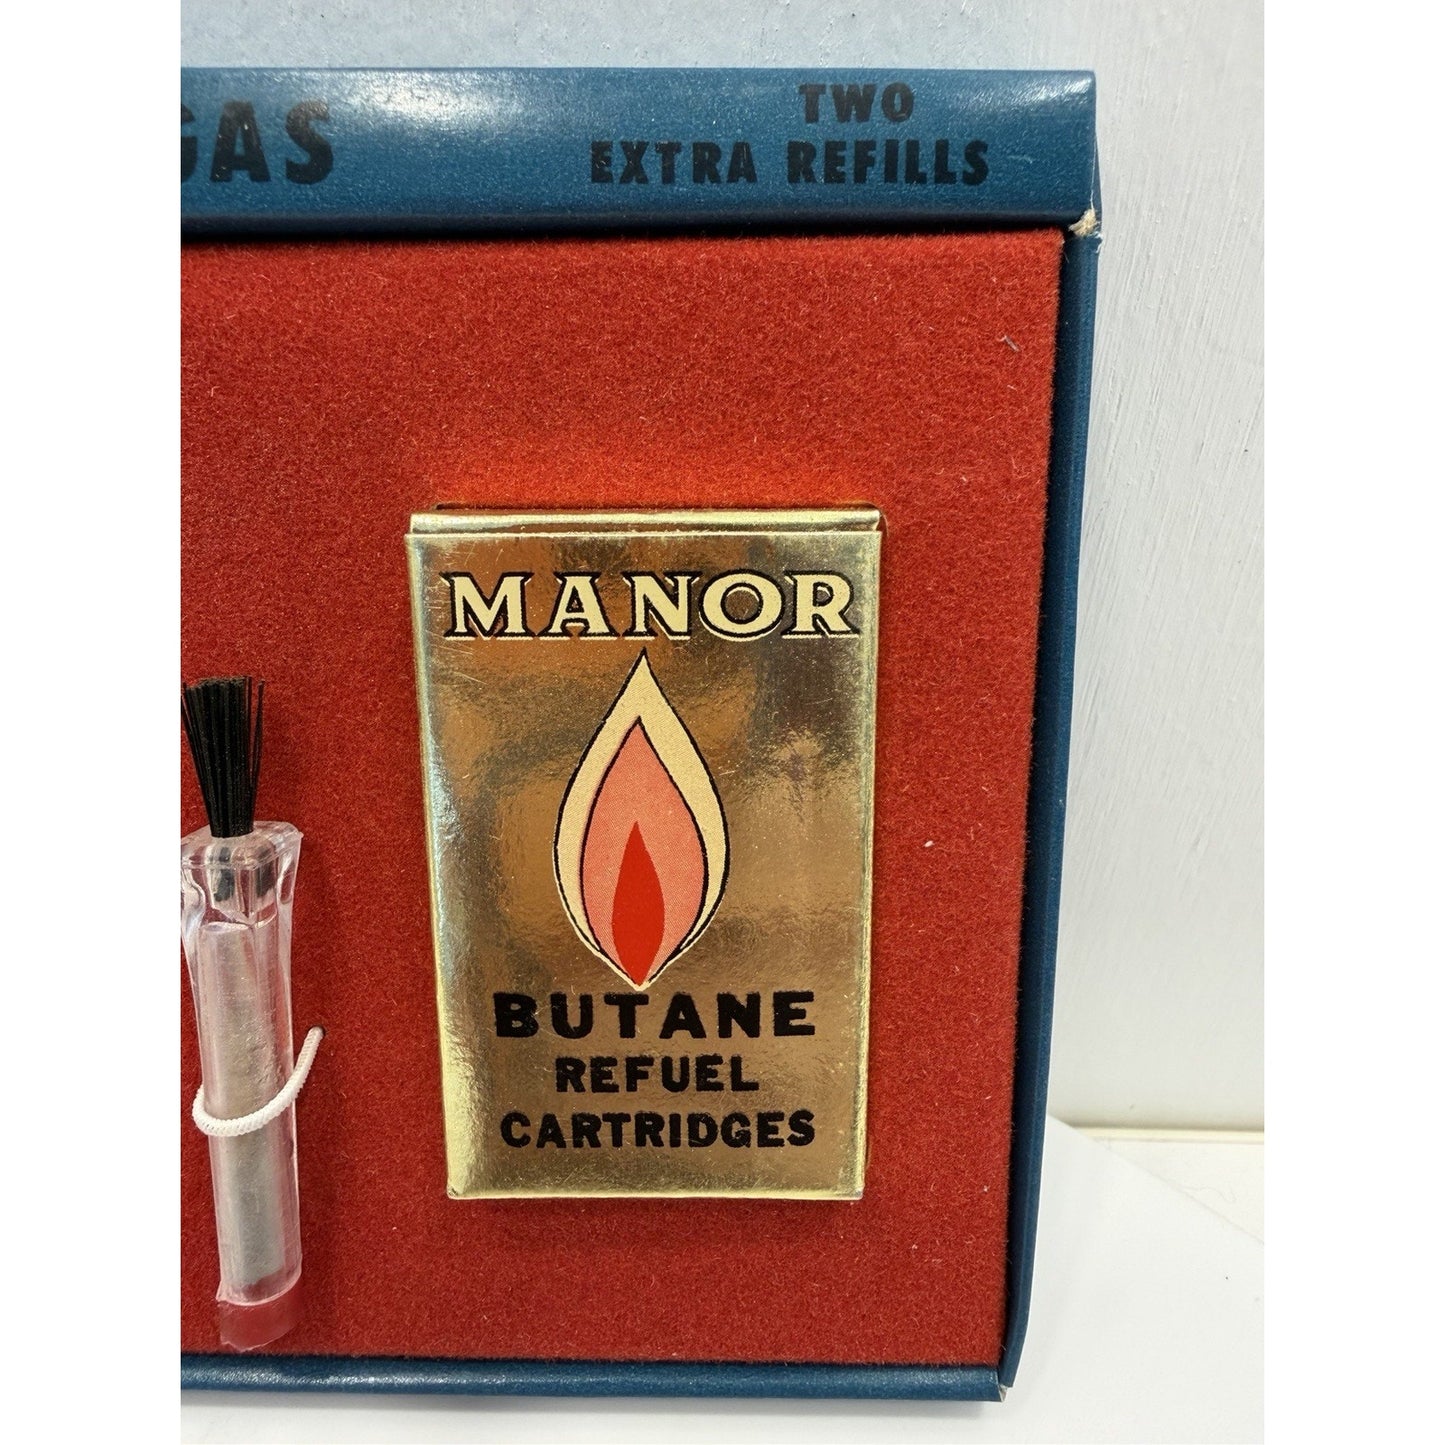 GAS
TWO
EXTRA REFILLS
MANOR
BUTANE
REFUEL
CARTRIDGES